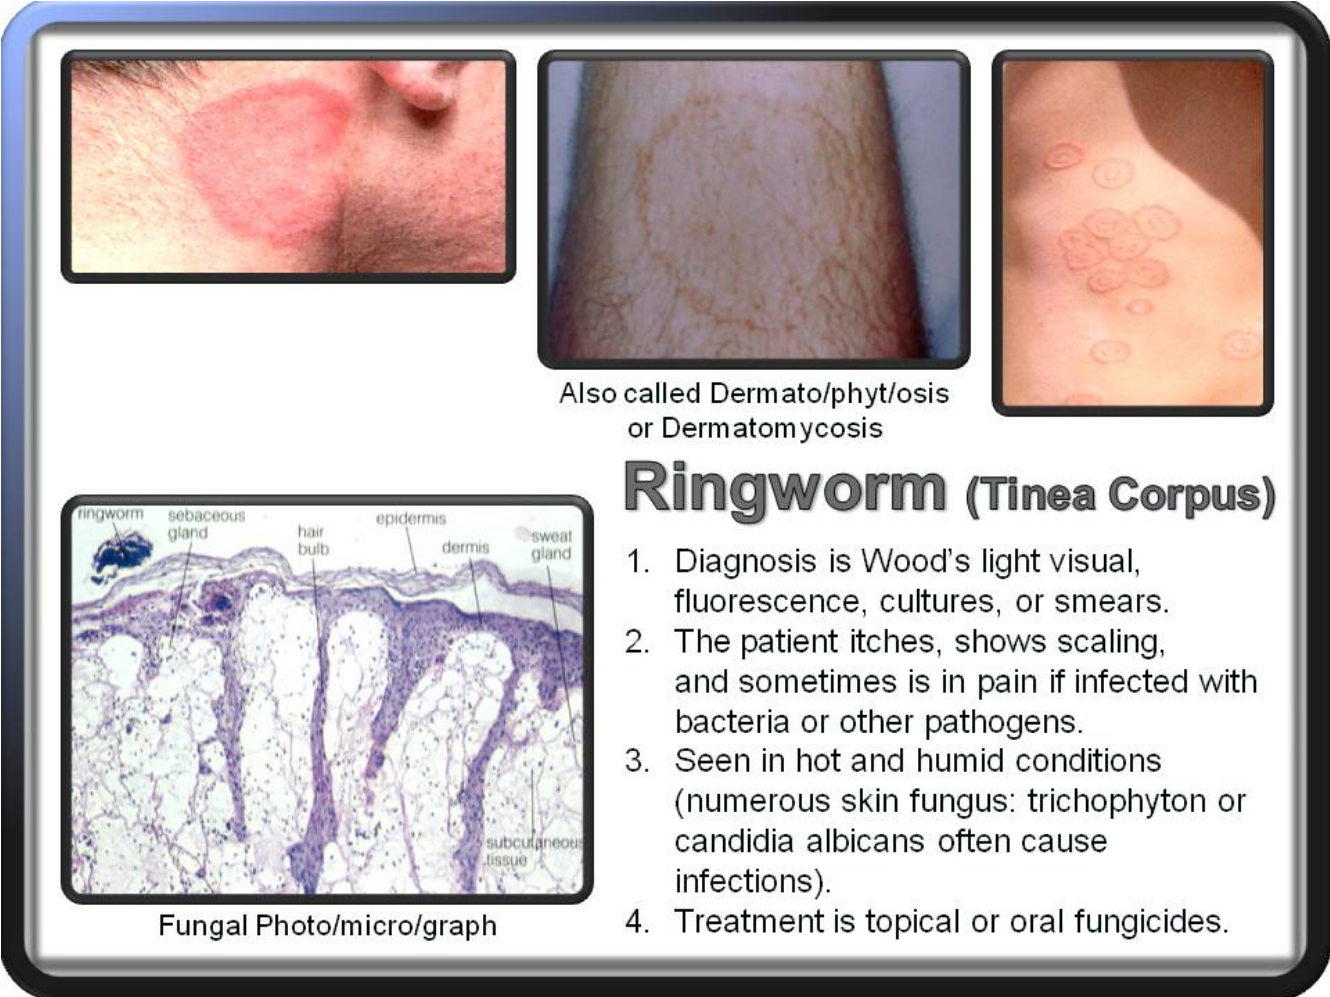 Also called Dermato/phyt/osis
or Dermatomycosis
Ringworm (Tinea Corpus)
ringworm
sebaceous
gland
hair
bulb
epidermis
dermis
sweat
gland
subcutaneous
tissue
Fungal Photo/micro/graph
1. Diagnosis is Wood's light visual,
fluorescence, cultures, or smears.
2. The patient itches, shows scaling,
and sometimes is in pain if infected with
bacteria or other pathogens.
3. Seen in hot and humid conditions
(numerous skin fungus: trichophyton or
candidia albicans often cause
infections).
4. Treatment is topical or oral fungicides.